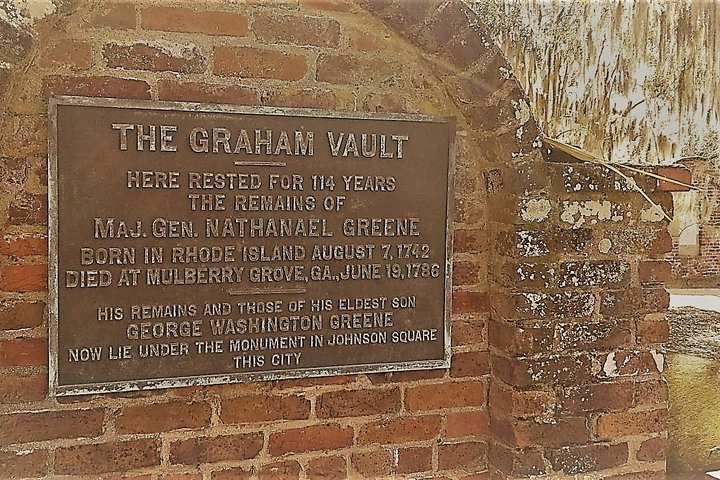 THE GRAHAM VAULT
HERE RESTED FOR 114 YEARS
THE REMAINS OF
MAJ. GEN. NATHANAEL GREENE
BORN IN RHODE ISLAND AUGUST 7, 1742
DIED AT MULBERRY GROVE, GA., JUNE 19, 1786
HIS REMAINS AND THOSE OF HIS ELDEST SON
GEORGE WASHINGTON GREENE
NOW LIE UNDER THE MONUMENT IN JOHNSON SQUARE
THIS CITY